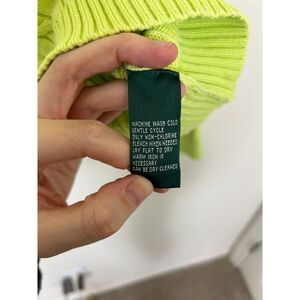 MACHINE WASH COLD
GENTLE CYCLE
ONLY NON-CHLORINE
BLEACH WHEN NEEDED
LAY FLAT TO DRY
WARM IRON IF
NECESSARY
CAN BE DRY CLEANED